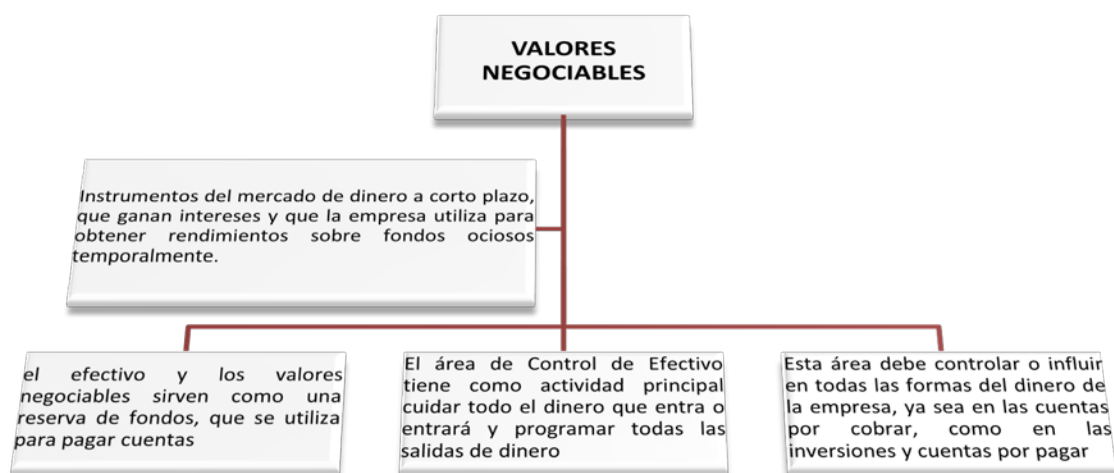 VALORES
NEGOCIABLES
Instrumentos del mercado de dinero a corto plazo,
que ganan intereses y que la empresa utiliza para
obtener rendimientos sobre fondos ociosos
temporalmente.
el efectivo y los valores
negociables sirven como una
reserva de fondos, que se utiliza
para pagar cuentas
El área de Control de Efectivo
tiene como actividad principal
cuidar todo el dinero que entra o
entrará y programar todas las
salidas de dinero
Esta área debe controlar o influir
en todas las formas del dinero de
la empresa, ya sea en las cuentas
por cobrar, como en las
inversiones y cuentas por pagar